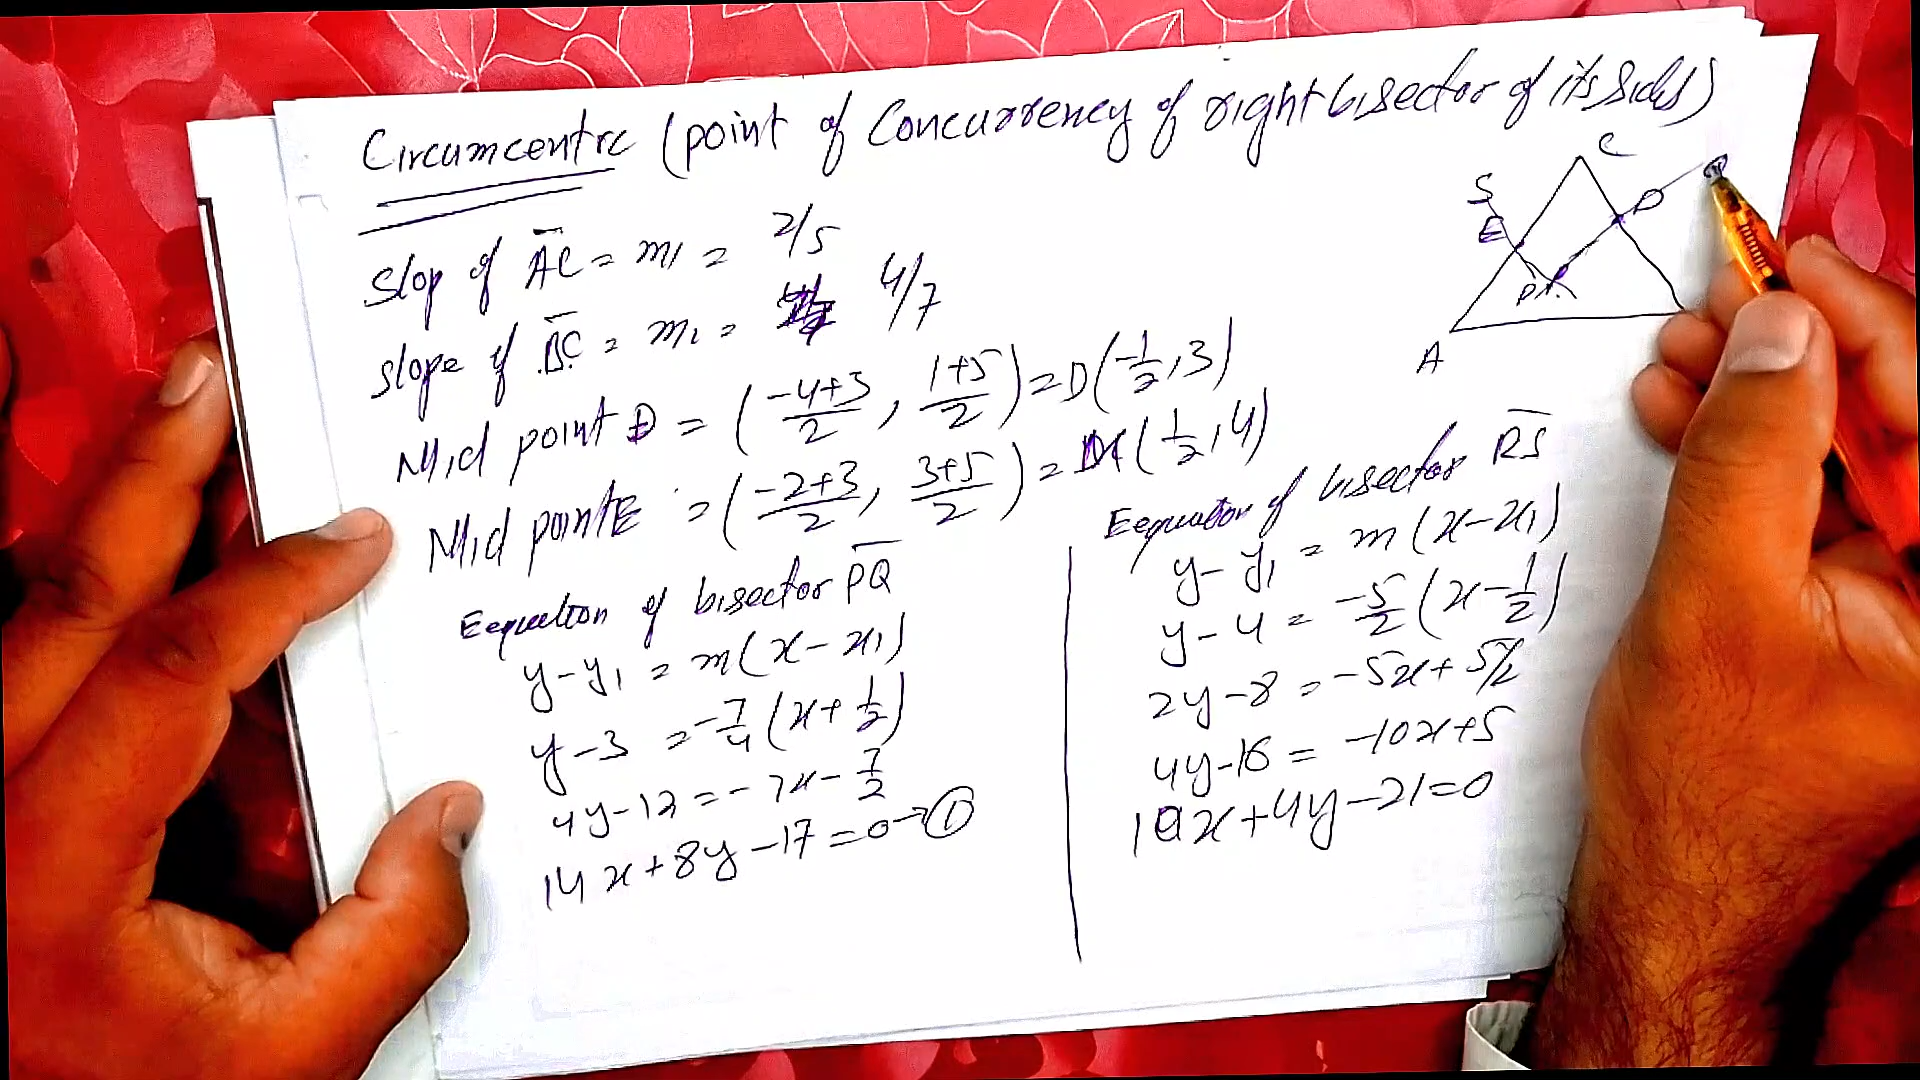 Circumcentre (point of Concurrency of right bisector of its sides)
Slop of AC = m1 = 2/5
slope of BC = m1 = 4/7
Mid point D = (-4+3/2, 1+5/2) = D(-1/2, 3)
Mid point E = (-2+3/2, 3+5/2) = (1/2, 4)
Eequation of bisector PQ
y-y1 = m(x-x1)
y-3 = -7/4 (x+1/2)
4y-12 = -7x-7/2
14x+8y-17=0 → ①
Eequation of bisector RS
y-y1 = m(x-x1)
y-4 = -5/2 (x-1/2)
2y-8 = -5x+5/2
4y-16 = -10x+5
10x+4y-21=0
C
S
D
E
P
A